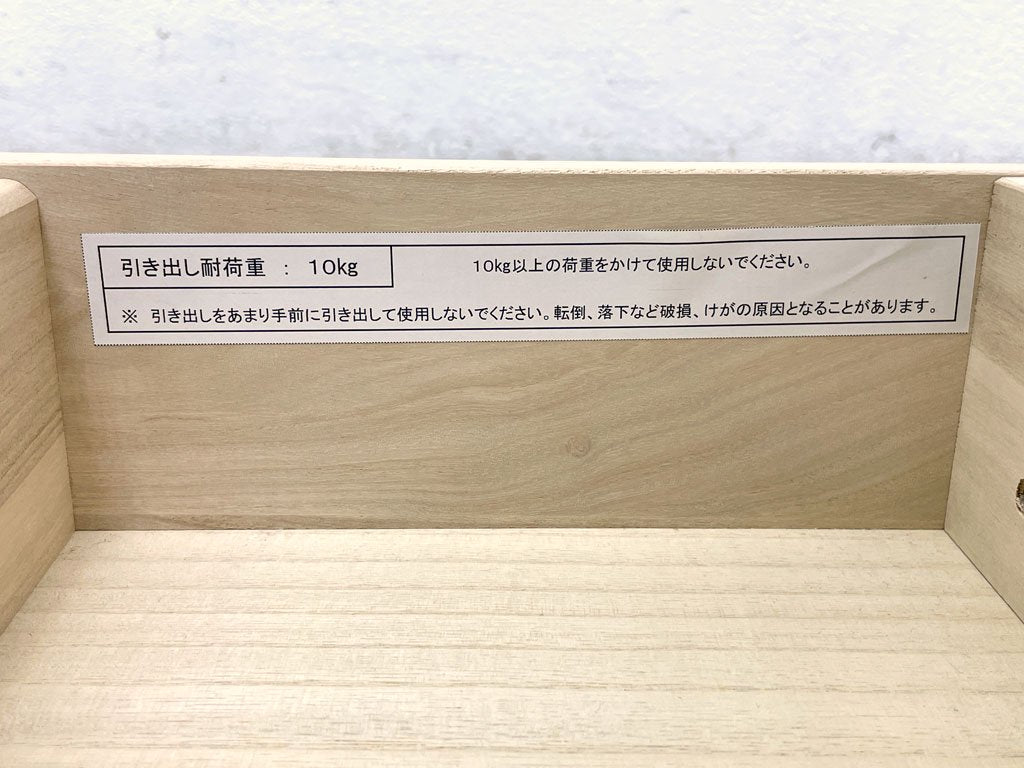 引き出し耐荷重 : 10kg
10kg以上の荷重をかけて使用しないでください。
※ 引き出しをあまり手前に引き出して使用しないでください。転倒、落下など破損、けがの原因となることがあります。